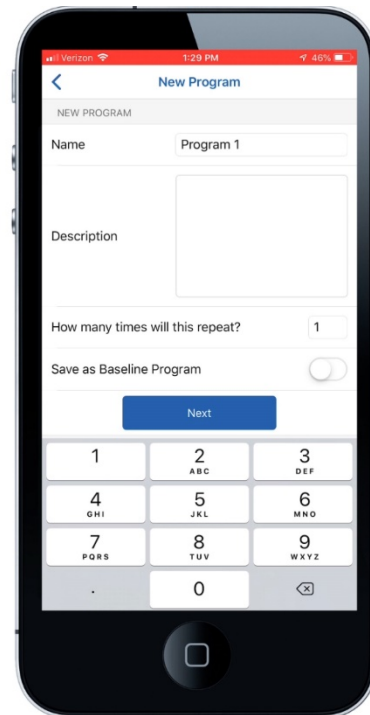 Verizon 1:29 PM 46%
New Program
NEW PROGRAM
Name Program 1
Description
How many times will this repeat? 1
Save as Baseline Program
Next
1 2 3
ABC DEF
4 5 6
GHI JKL MNO
7 8 9
PQRS TUV WXYZ
. 0